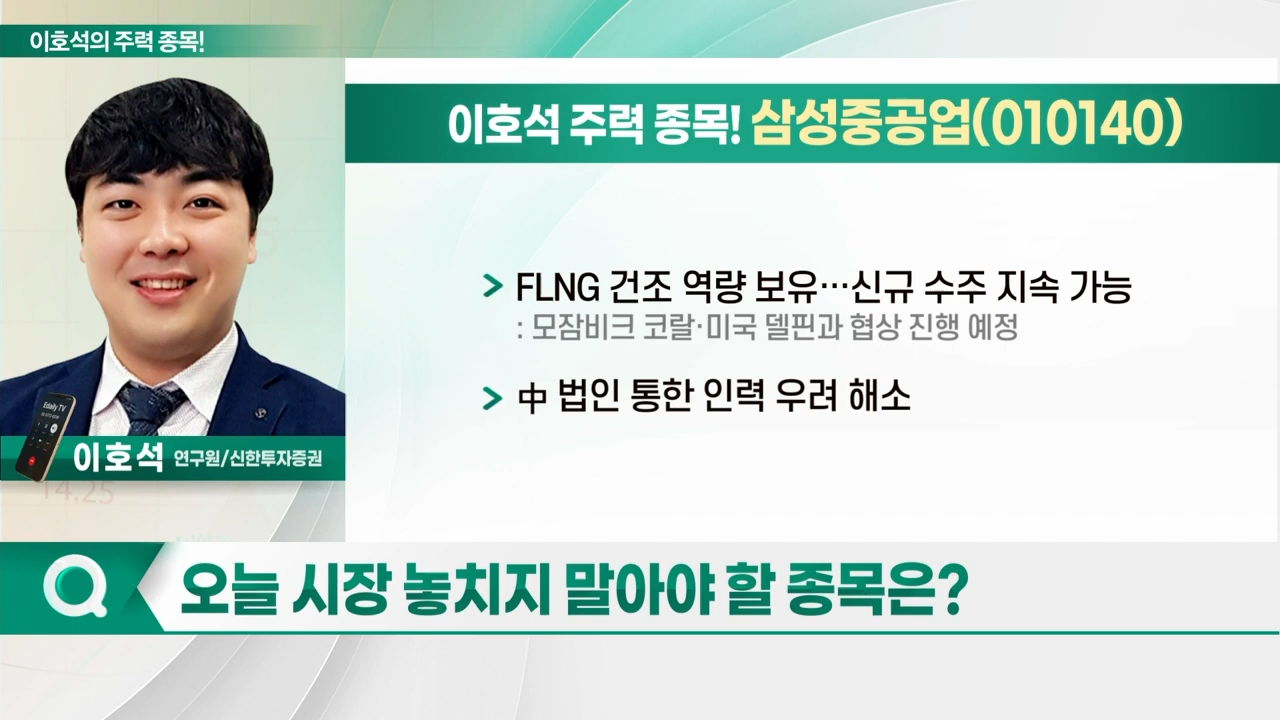 이호석의 주력 종목!
이호석 주력 종목! 삼성중공업(010140)
FLNG 건조 역량 보유…신규 수주 지속 가능
: 모잠비크 코랄·미국 델핀과 협상 진행 예정
中 법인 통한 인력 우려 해소
Edaily TV
이호석 연구원/신한투자증권
14.25
오늘 시장 놓치지 말아야 할 종목은?